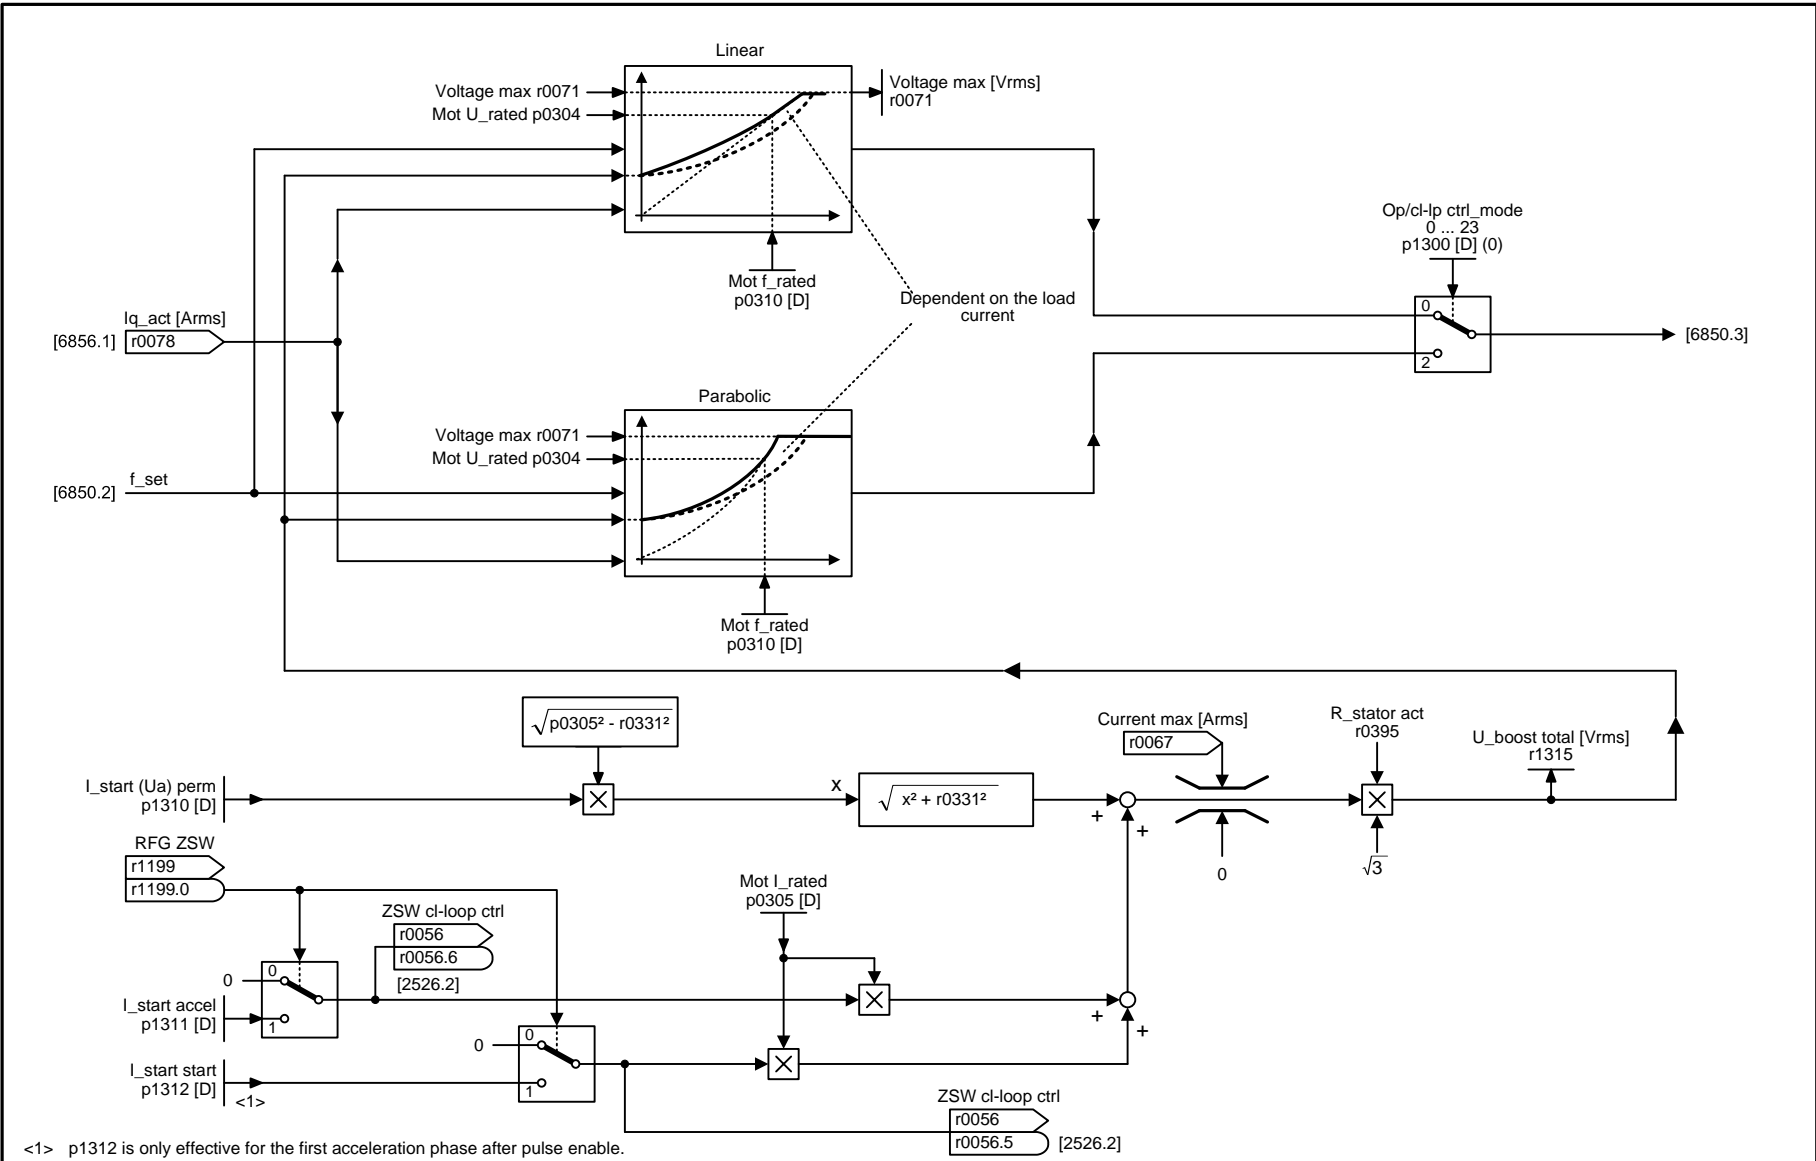 Linear
Voltage max r0071
Mot U_rated p0304
Voltage max [Vrms]
r0071
Mot f_rated
p0310 [D]
Op/cl-lp ctrl_mode
0 ... 23
p1300 [D] (0)
0
2
[6850.3]
Dependent on the load
current
Iq_act [Arms]
[6856.1]
r0078
Parabolic
Voltage max r0071
Mot U_rated p0304
[6850.2]
f_set
Mot f_rated
p0310 [D]
√p0305² - r0331²
I_start (Ua) perm
p1310 [D]
x
√x² + r0331²
+
+
Current max [Arms]
r0067
0
R_stator act
r0395
√3
U_boost total [Vrms]
r1315
RFG ZSW
r1199
r1199.0
ZSW cl-loop ctrl
r0056
r0056.6
[2526.2]
Mot I_rated
p0305 [D]
0
0
I_start accel
p1311 [D]
1
+
+
0
0
I_start start
p1312 [D]
<1>
1
ZSW cl-loop ctrl
r0056
r0056.5
[2526.2]
<1> p1312 is only effective for the first acceleration phase after pulse enable.